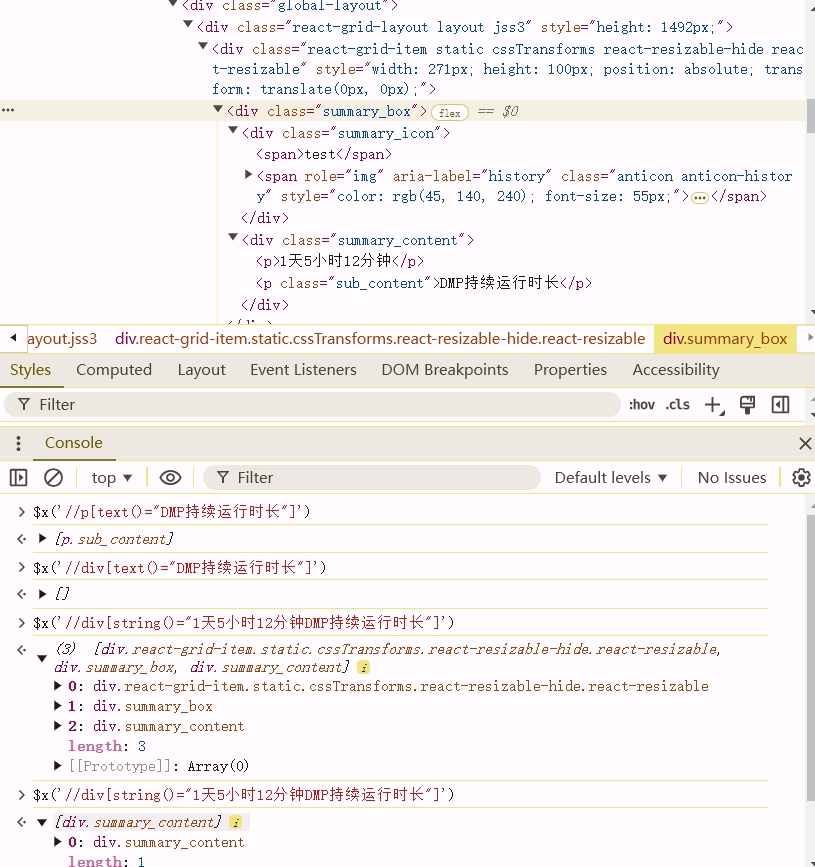 <div class="global-layout">
<div class="react-grid-layout layout jss3" style="height: 1492px;">
<div class="react-grid-item static cssTransforms react-resizable-hide reac
t-resizable" style="width: 271px; height: 100px; position: absolute; trans
form: translate(0px, 0px);">
<div class="summary_box"> flex == $0
<div class="summary_icon">
<span>test</span>
<span role="img" aria-label="history" class="anticon anticon-histor
y" style="color: rgb(45, 140, 240); font-size: 55px;">…</span>
</div>
<div class="summary_content">
<p>1天5小时12分钟</p>
<p class="sub_content">DMP持续运行时长</p>
</div>
ayout.jss3 div.react-grid-item.static.cssTransforms.react-resizable-hide.react-resizable div.summary_box
Styles Computed Layout Event Listeners DOM Breakpoints Properties Accessibility
Filter :hov .cls
Console
top Filter Default levels No Issues
$x('//p[text()="DMP持续运行时长"]')
[p.sub_content]
$x('//div[text()="DMP持续运行时长"]')
[]
$x('//div[string()="1天5小时12分钟DMP持续运行时长"]')
(3) [div.react-grid-item.static.cssTransforms.react-resizable-hide.react-resizable,
div.summary_box, div.summary_content] i
0: div.react-grid-item.static.cssTransforms.react-resizable-hide.react-resizable
1: div.summary_box
2: div.summary_content
length: 3
[[Prototype]]: Array(0)
$x('//div[string()="1天5小时12分钟DMP持续运行时长"]')
[div.summary_content] i
0: div.summary_content
length: 1